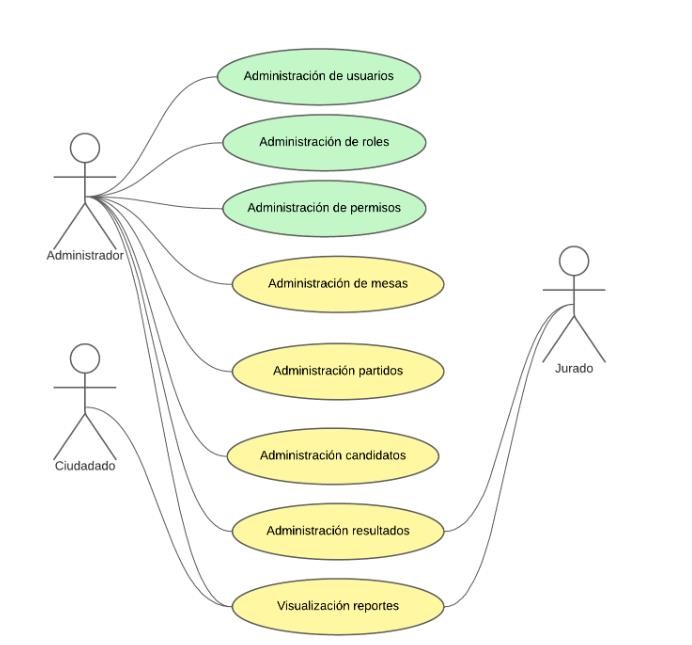 Administración de usuarios
Administración de roles
Administración de permisos
Administrador
Administración de mesas
Jurado
Administración partidos
Administración candidatos
Ciudadado
Administración resultados
Visualización reportes